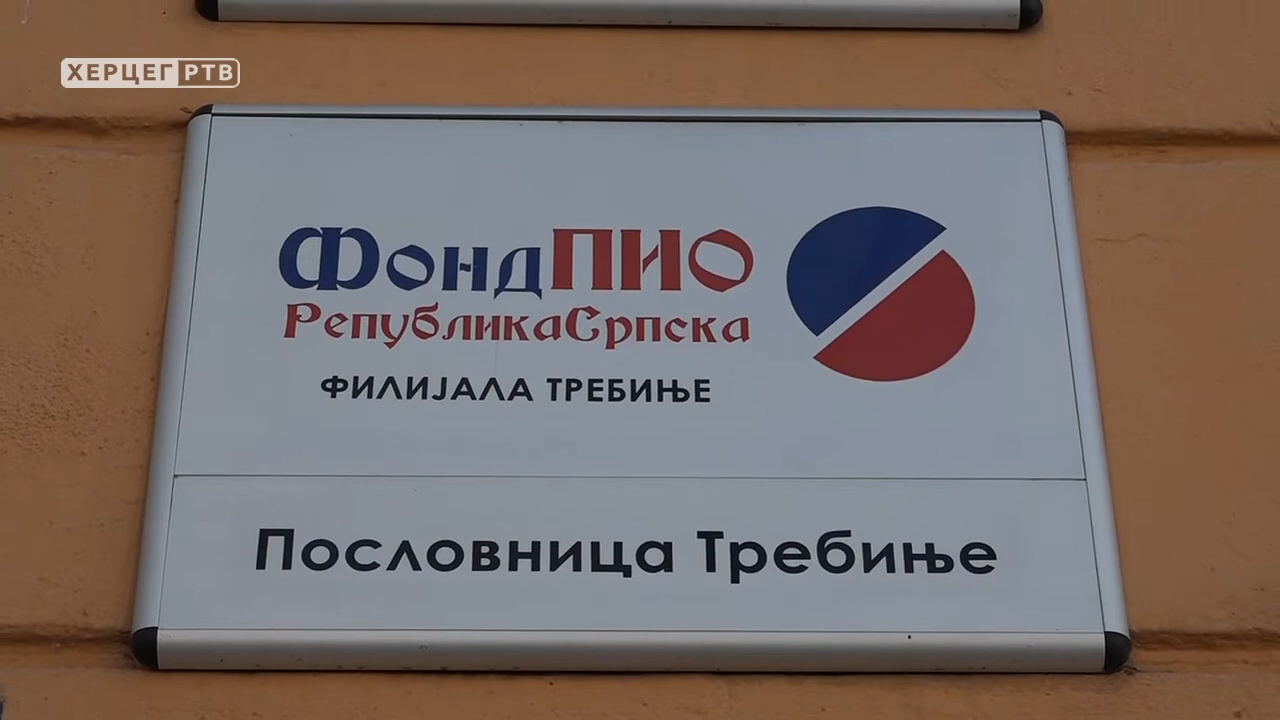 ХЕРЦЕГ РТВ
ФондПИО
РепубликаСрпска
ФИЛИЈАЛА ТРЕБИЊЕ
Пословница Требиње